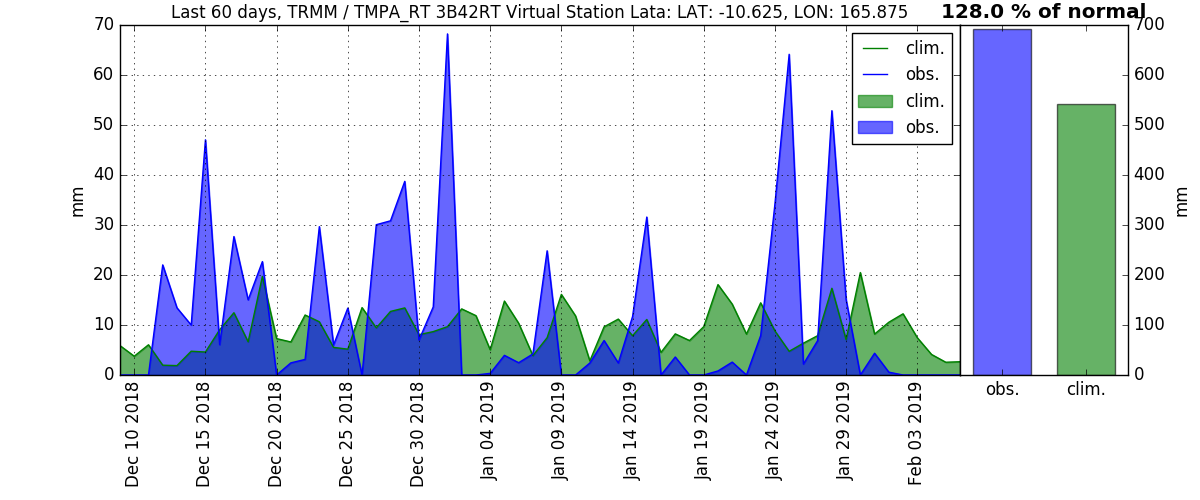 Last 60 days, TRMM / TMPA_RT 3B42RT Virtual Station Lata: LAT: -10.625, LON: 165.875
128.0 % of normal
70
60
50
40
30
20
10
0
mm
clim.
obs.
clim.
obs.
Dec 10 2018
Dec 15 2018
Dec 20 2018
Dec 25 2018
Dec 30 2018
Jan 04 2019
Jan 09 2019
Jan 14 2019
Jan 19 2019
Jan 24 2019
Jan 29 2019
Feb 03 2019
700
600
500
400
300
200
100
0
mm
obs.
clim.